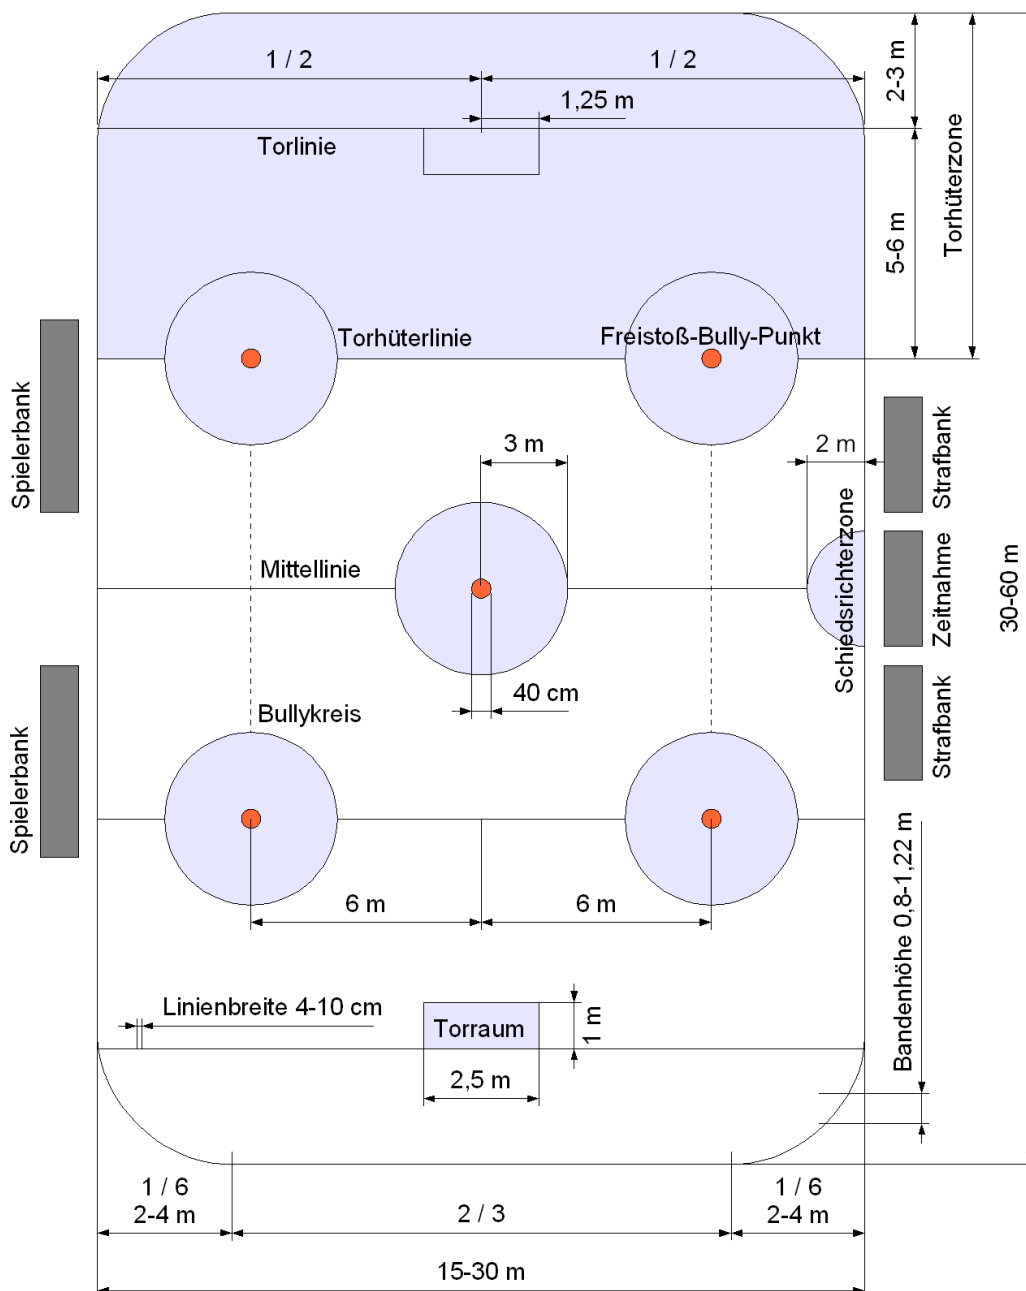 1 / 2
1 / 2
2-3 m
1,25 m
Torlinie
Torhüterzone
5-6 m
Torhüterlinie
Freistoß-Bully-Punkt
Spielerbank
3 m
2 m
Strafbank
Schiedsrichterzone
Mittellinie
Zeitnahme
30-60 m
40 cm
Bullykreis
Strafbank
Spielerbank
6 m
6 m
Bandenhöhe 0,8-1,22 m
Linienbreite 4-10 cm
Torraum
1 m
2,5 m
1 / 6
2-4 m
2 / 3
1 / 6
2-4 m
15-30 m